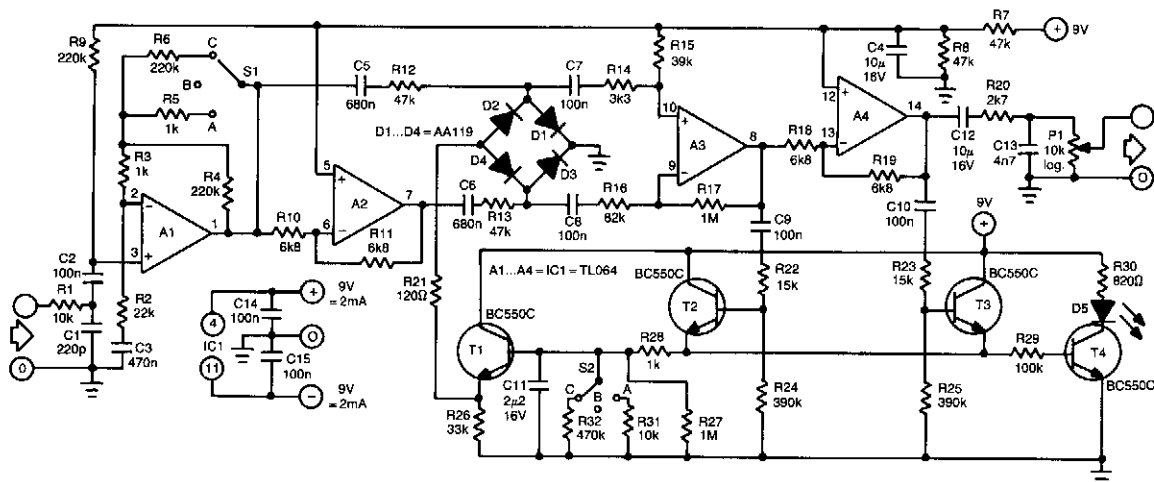 R9
220k
R6
220k
C
S1
B
R5
1k
A
R3
1k
R4
220k
2
A1
1
3
C2
100n
R1
10k
C1
220p
R2
22k
C3
470n
0
R10
6k8
5
A2
7
6
R11
6k8
C5
680n
R12
47k
D1...D4 = AA119
D2
D1
D4
D3
C7
100n
R14
3k3
R15
39k
C6
680n
R13
47k
C8
100n
R16
82k
10
A3
8
9
R17
1M
R18
6k8
12
A4
14
13
R19
6k8
C4
10µ
16V
R8
47k
R7
47k
+
9V
C12
10µ
16V
R20
2k7
C13
4n7
P1
10k
log.
0
C10
100n
C9
100n
A1...A4 = IC1 = TL064
4
C14
100n
+
9V
= 2mA
0
IC1
11
C15
100n
−
9V
= 2mA
R21
120Ω
BC550C
T1
R26
33k
C11
2µ2
16V
S2
C
B
A
R32
470k
R31
10k
R28
1k
R27
1M
BC550C
T2
R22
15k
R24
390k
R23
15k
R25
390k
9V
+
BC550C
T3
R29
100k
R30
820Ω
D5
T4
BC550C